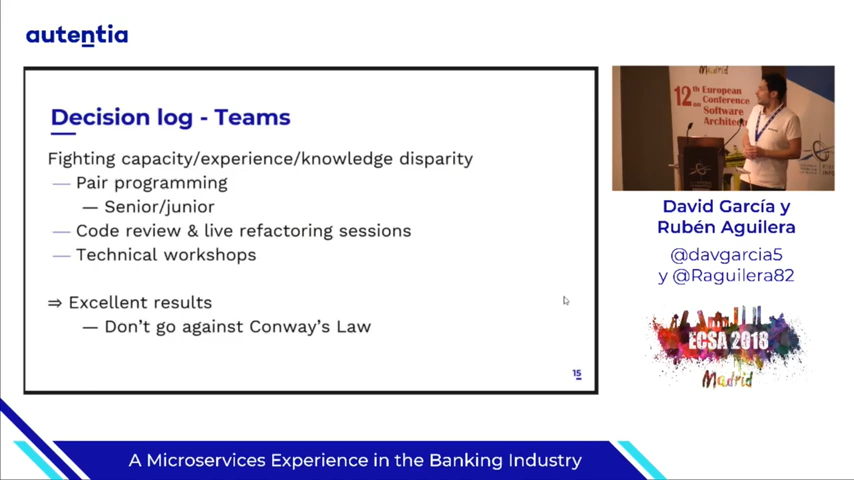 autentia
Decision log - Teams
Fighting capacity/experience/knowledge disparity
— Pair programming
— Senior/junior
— Code review & live refactoring sessions
— Technical workshops
⇒ Excellent results
— Don't go against Conway's Law
15
Madrid
12th
European
Conference
Software
David García y
Rubén Aguilera
@davgarcia5
y @Raguilera82
ECSA 2018
Madrid
A Microservices Experience in the Banking Industry